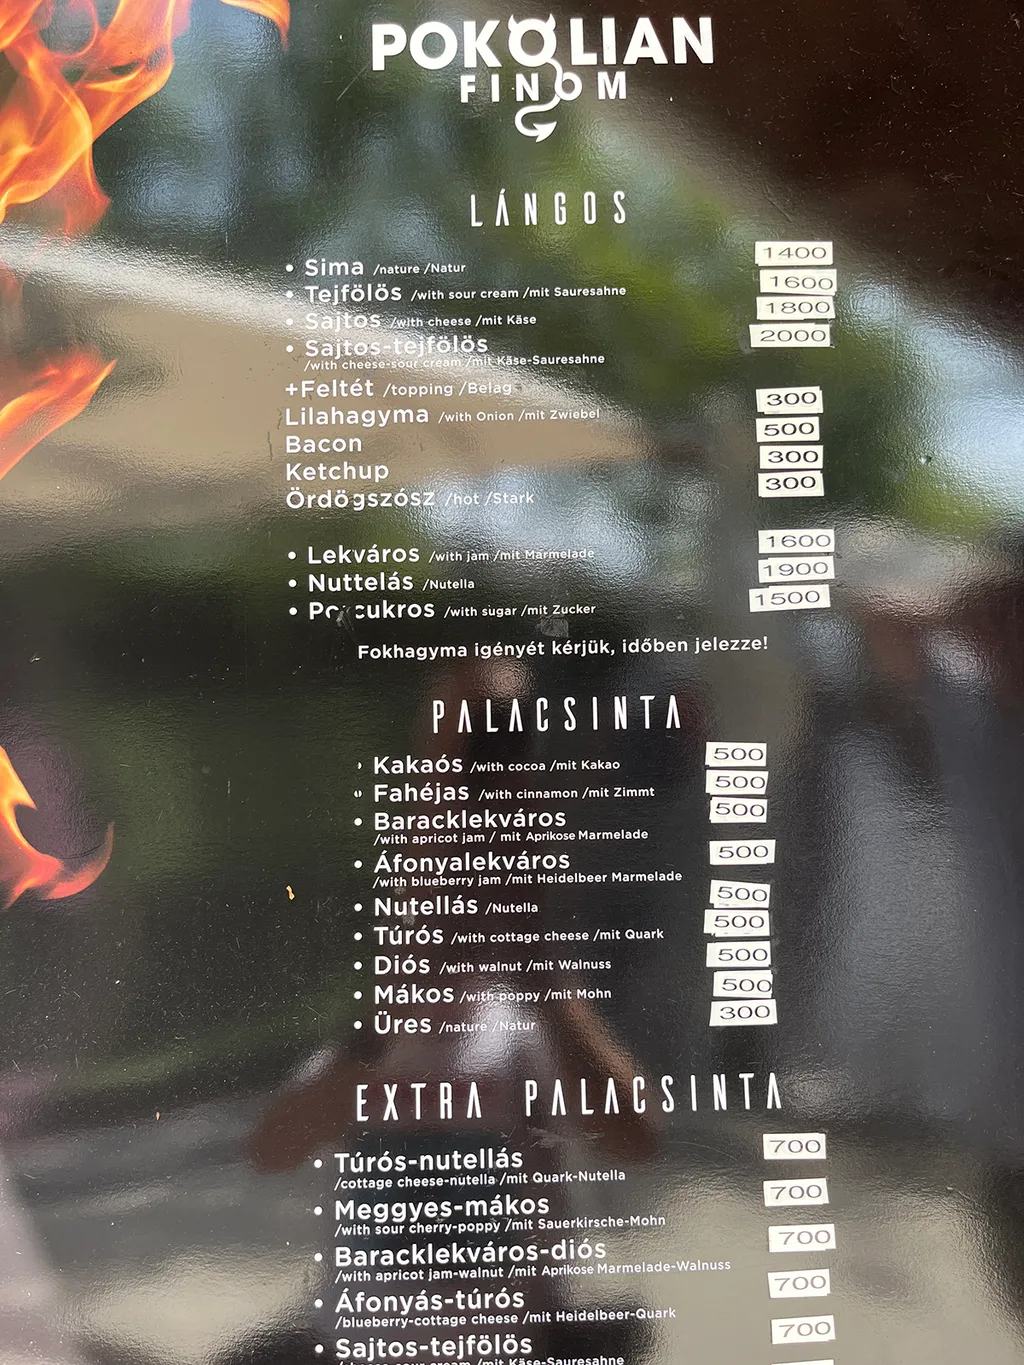 POKOLIAN
FINOM
LÁNGOS
• Sima /nature /Natur 1400
• Tejfölös /with sour cream /mit Sauresahne 1600
• Sajtos /with cheese /mit Käse 1800
• Sajtos-tejfölös 2000
/with cheese-sour cream /mit Käse-Sauresahne
+Feltét /topping /Belag
Lilahagyma /with Onion /mit Zwiebel 300
Bacon 500
Ketchup 300
Ördögszósz /hot /Stark 300
• Lekváros /with jam /mit Marmelade 1600
• Nuttelás /Nutella 1900
• /with sugar /mit Zucker 1500
Fokhagyma igényét kérjük, időben jelezze!
PALACSINTA
• Kakaós /with cocoa /mit Kakao 500
• Fahéjas /with cinnamon /mit Zimmt 500
• Baracklekváros 500
/with apricot jam / mit Aprikose Marmelade
• Áfonyalekváros 500
/with blueberry jam /mit Heidelbeer Marmelade
• Nutellás /Nutella 500
• Túrós /with cottage cheese /mit Quark 500
• Diós /with walnut /mit Walnuss 500
• Mákos /with poppy /mit Mohn 500
• Üres /nature /Natur 300
EXTRA PALACSINTA
• Túrós-nutellás 700
/cottage cheese-nutella /mit Quark-Nutella
• Meggyes-mákos 700
/with sour cherry-poppy /mit Sauerkirsche-Mohn
• Baracklekváros-diós 700
/with apricot jam-walnut /mit Aprikose Marmelade-Walnuss
• Áfonyás-túrós 700
/blueberry-cottage cheese /mit Heidelbeer-Quark
• Sajtos-tejfölös 700
/cheese-sour cream /mit Käse-Sauresahne